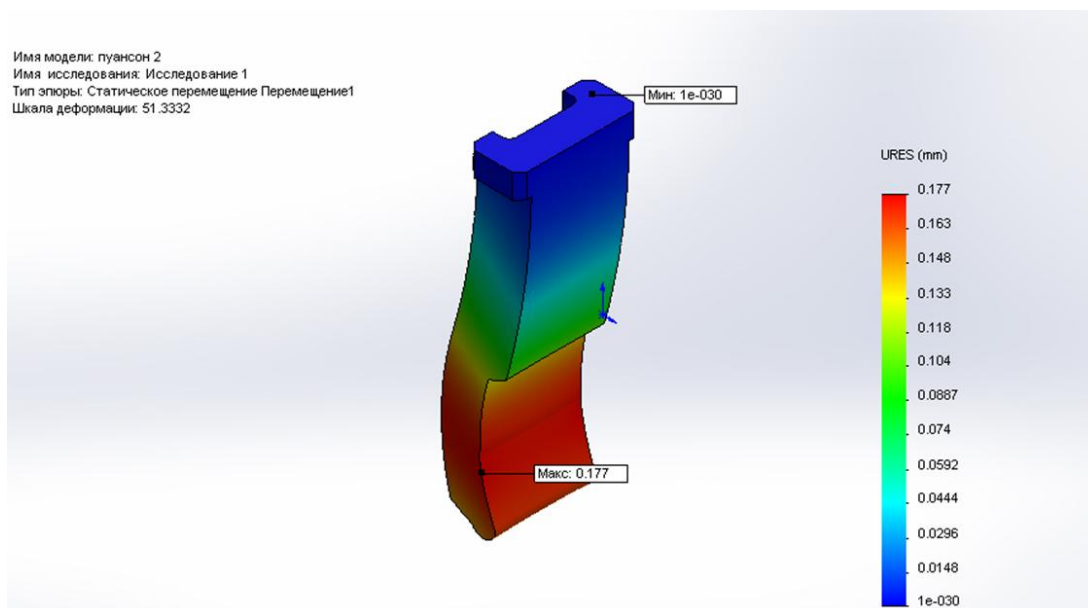 Имя модели: пуансон 2
Имя исследования: Исследование 1
Тип эпюры: Статическое перемещение Перемещение1
Шкала деформации: 51.3332
Мин: 1e-030
Макс: 0.177
URES (mm)
0.177
0.163
0.148
0.133
0.118
0.104
0.0887
0.074
0.0592
0.0444
0.0296
0.0148
1e-030